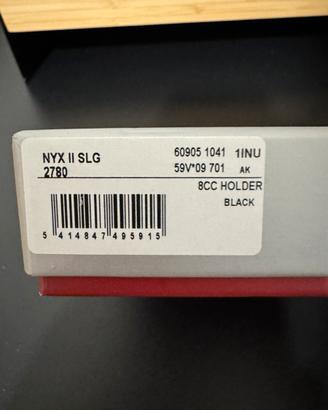 NYX II SLG 60905 1041 1INU
2780 59V*09 701 AK
8CC HOLDER
BLACK
5 414847 495915